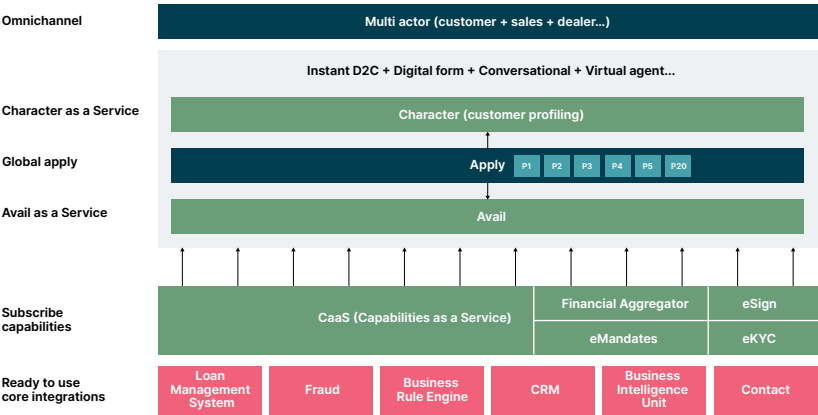 Omnichannel
Multi actor (customer + sales + dealer...)
Instant D2C + Digital form + Conversational + Virtual agent...
Character as a Service
Character (customer profiling)
Global apply
Apply
P1
P2
P3
P4
P5
P20
Avail as a Service
Avail
Subscribe
capabilities
CaaS (Capabilities as a Service)
Financial Aggregator
eSign
eMandates
eKYC
Ready to use
core integrations
Loan
Management
System
Fraud
Business
Rule Engine
CRM
Business
Intelligence
Unit
Contact